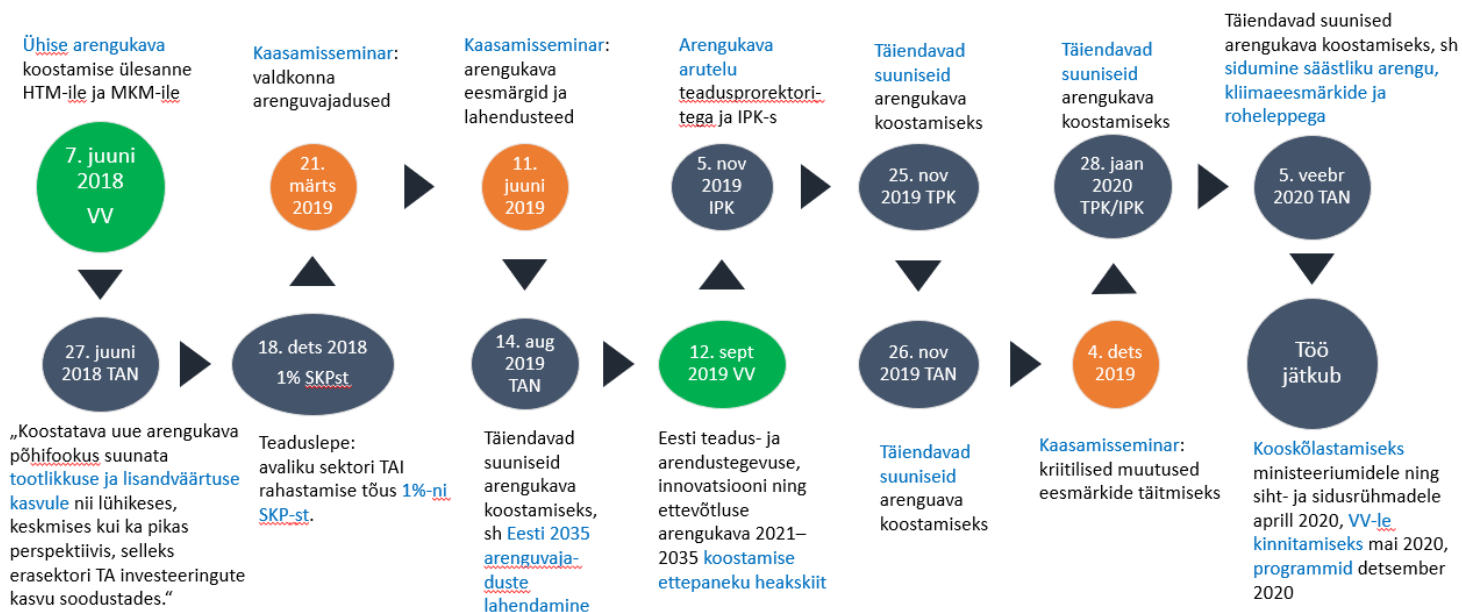 Ühise arengukava
koostamise ülesanne
HTM-ile ja MKM-ile
7. juuni
2018
VV
27. juuni
2018 TAN
„Koostatava uue arengukava
põhifookus suunata
tootlikkuse ja lisandväärtuse
kasvule nii lühikeses,
keskmises kui ka pikas
perspektiivis, selleks
erasektori TA investeeringute
kasvu soodustades.“
18. dets 2018
1% SKPst
Teaduslepe:
avaliku sektori TAI
rahastamise tõus 1%-ni
SKP-st.
Kaasamisseminar:
valdkonna
arenguvajadused
21.
märts
2019
Kaasamisseminar:
arengukava
eesmärgid ja
lahendusteed
11.
juuni
2019
14. aug
2019
TAN
Täiendavad
suuniseid
arengukava
koostamiseks,
sh Eesti 2035
arenguvaja-
duste
lahendamine
12. sept
2019 VV
Eesti teadus- ja
arendustegevuse,
innovatsiooni ning
ettevõtluse
arengukava 2021–
2035 koostamise
ettepaneku heakskiit
Arengukava
arutelu
teadusprorektori-
tega ja IPK-s
5. nov
2019
IPK
Täiendavad
suuniseid
arengukava
koostamiseks
25. nov
2019 TPK
26. nov
2019 TAN
Täiendavad
suuniseid
arenguava
koostamiseks
4. dets
2019
Kaasamisseminar:
kriitilised muutused
eesmärkide täitmiseks
Täiendavad
suuniseid
arengukava
koostamiseks
28. jaan
2020
TPK/IPK
Täiendavad suunised
arengukava koostamiseks, sh
sidumine säästliku arengu,
kliimaeesmärkide ja
roheleppega
5. veebr
2020 TAN
Töö
jätkub
Kooskõlastamiseks
ministeeriumidele ning
siht- ja sidusrühmadele
aprill 2020, VV-le
kinnitamiseks mai 2020,
programmid detsember
2020